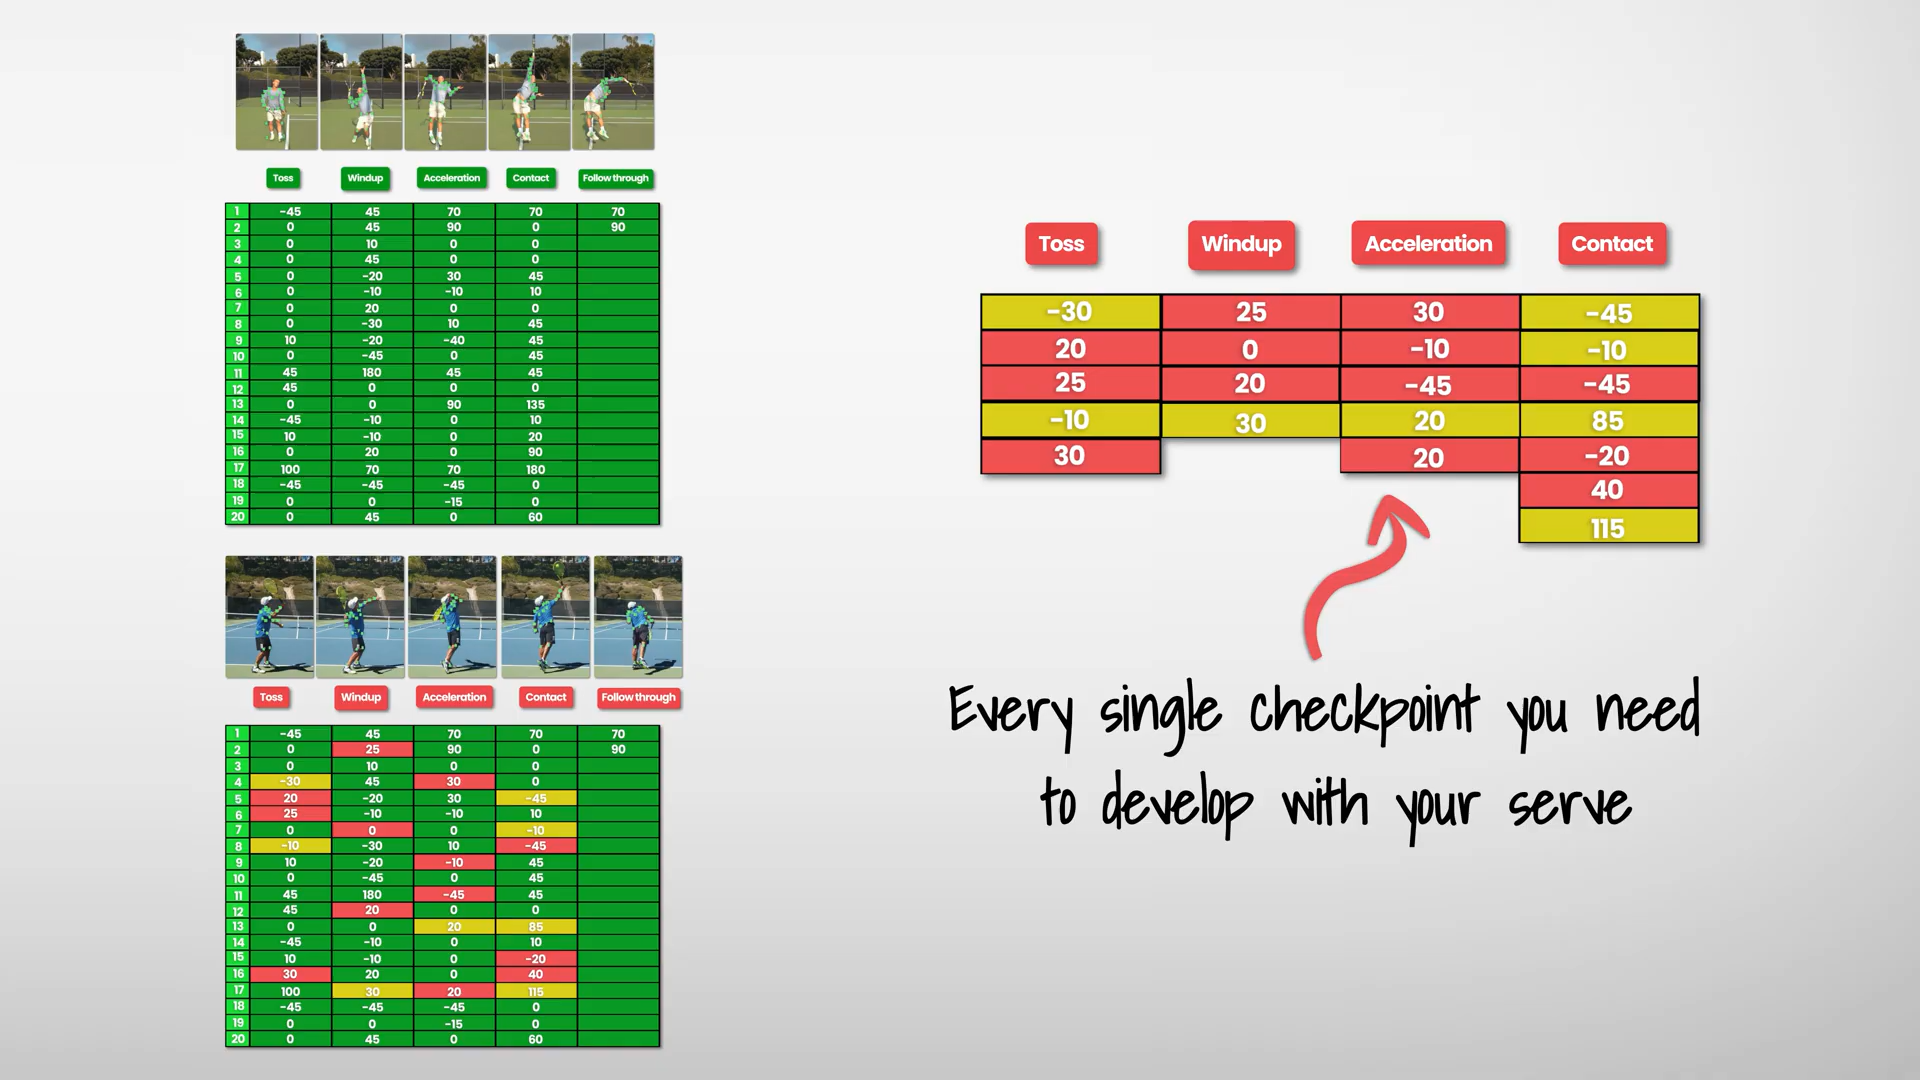 Toss Windup Acceleration Contact Follow through
1 -45 45 70 70 70
2 0 45 90 0 90
3 0 10 0 0
4 0 45 0 0
5 0 -20 30 45
6 0 -10 -10 10
7 0 20 0 0
8 0 -30 10 45
9 10 -20 -40 45
10 0 -45 0 45
11 45 180 45 45
12 45 0 0 0
13 0 0 90 135
14 -45 -10 0 10
15 10 -10 0 20
16 0 20 0 90
17 100 70 70 180
18 -45 -45 -45 0
19 0 0 -15 0
20 0 45 0 60
Toss Windup Acceleration Contact Follow through
1 -45 45 70 70 70
2 0 25 90 0 90
3 0 10 0 0
4 -30 45 30 0
5 20 -20 30 -45
6 25 -10 -10 10
7 0 0 0 -10
8 -10 -30 10 -45
9 10 -20 -10 45
10 0 -45 0 45
11 45 180 -45 45
12 45 20 0 0
13 0 0 20 85
14 -45 -10 0 10
15 10 -10 0 -20
16 30 20 0 40
17 100 30 20 115
18 -45 -45 -45 0
19 0 0 -15 0
20 0 45 0 60
Toss Windup Acceleration Contact
-30 25 30 -45
20 0 -10 -10
25 20 -45 -45
-10 30 20 85
30 20 -20
40
115
Every single checkpoint you need
to develop with your serve